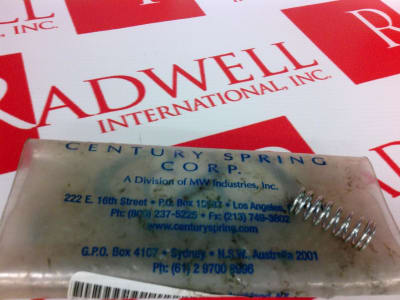 RADWELL
INTERNATIONAL, INC.
CENTURY SPRING
CORP.
A Division of MW Industries, Inc.
222 E. 16th Street • P.O. Box • Los Angeles,
Ph: (800) 237-5225 • Fx: (213) 749-3802
www.centuryspring.com
G.P.O. Box 4107 • Sydney • N.S.W. Australia 2001
Ph: (61) 2 9700 8996